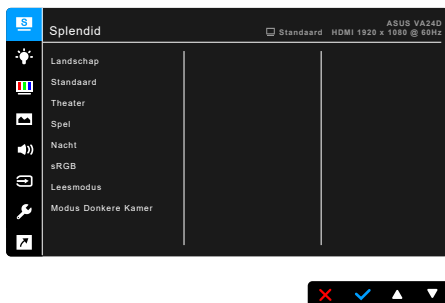 S
Splendid
ASUS VA24D
Standaard HDMI 1920 x 1080 @ 60Hz
Landschap
Standaard
Theater
Spel
Nacht
sRGB
Leesmodus
Modus Donkere Kamer